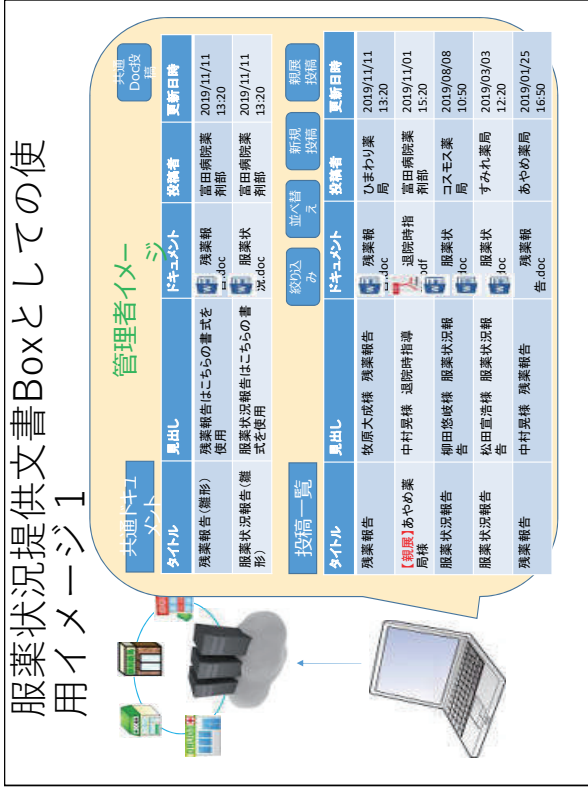 服薬状況提供文書Boxとしての使
用イメージ１
管理者イメー
ジ
共通ドキュ
メント
共通
Doc投
稿
タイトル 見出し ドキュメント 投稿者 更新日時
残薬報告(雛形) 残薬報告はこちらの書式を 残薬報 富田病院薬 2019/11/11
使用 告.doc 剤部 13:20
服薬状況報告(雛 服薬状況報告はこちらの書 服薬状 富田病院薬 2019/11/11
形) 式を使用 況.doc 剤部 13:20
投稿一覧
絞り込
み
並べ替
え
新規
投稿
親展
投稿
タイトル 見出し ドキュメント 投稿者 更新日時
残薬報告 牧原大成様 残薬報告 残薬報 ひまわり薬 2019/11/11
告.doc 局 13:20
【親展】あやめ薬 中村晃様 退院時指導 退院時指 富田病院薬 2019/11/01
局様 .pdf 剤部 15:20
服薬状況報告 柳田悠岐様 服薬状況報 服薬状 コスモス薬 2019/08/08
告 .doc 局 10:50
服薬状況報告 松田宣浩様 服薬状況報 服薬状 すみれ薬局 2019/03/03
告 .doc 12:20
残薬報告 中村晃様 残薬報告 残薬報 あやめ薬局 2019/01/25
告.doc 16:50